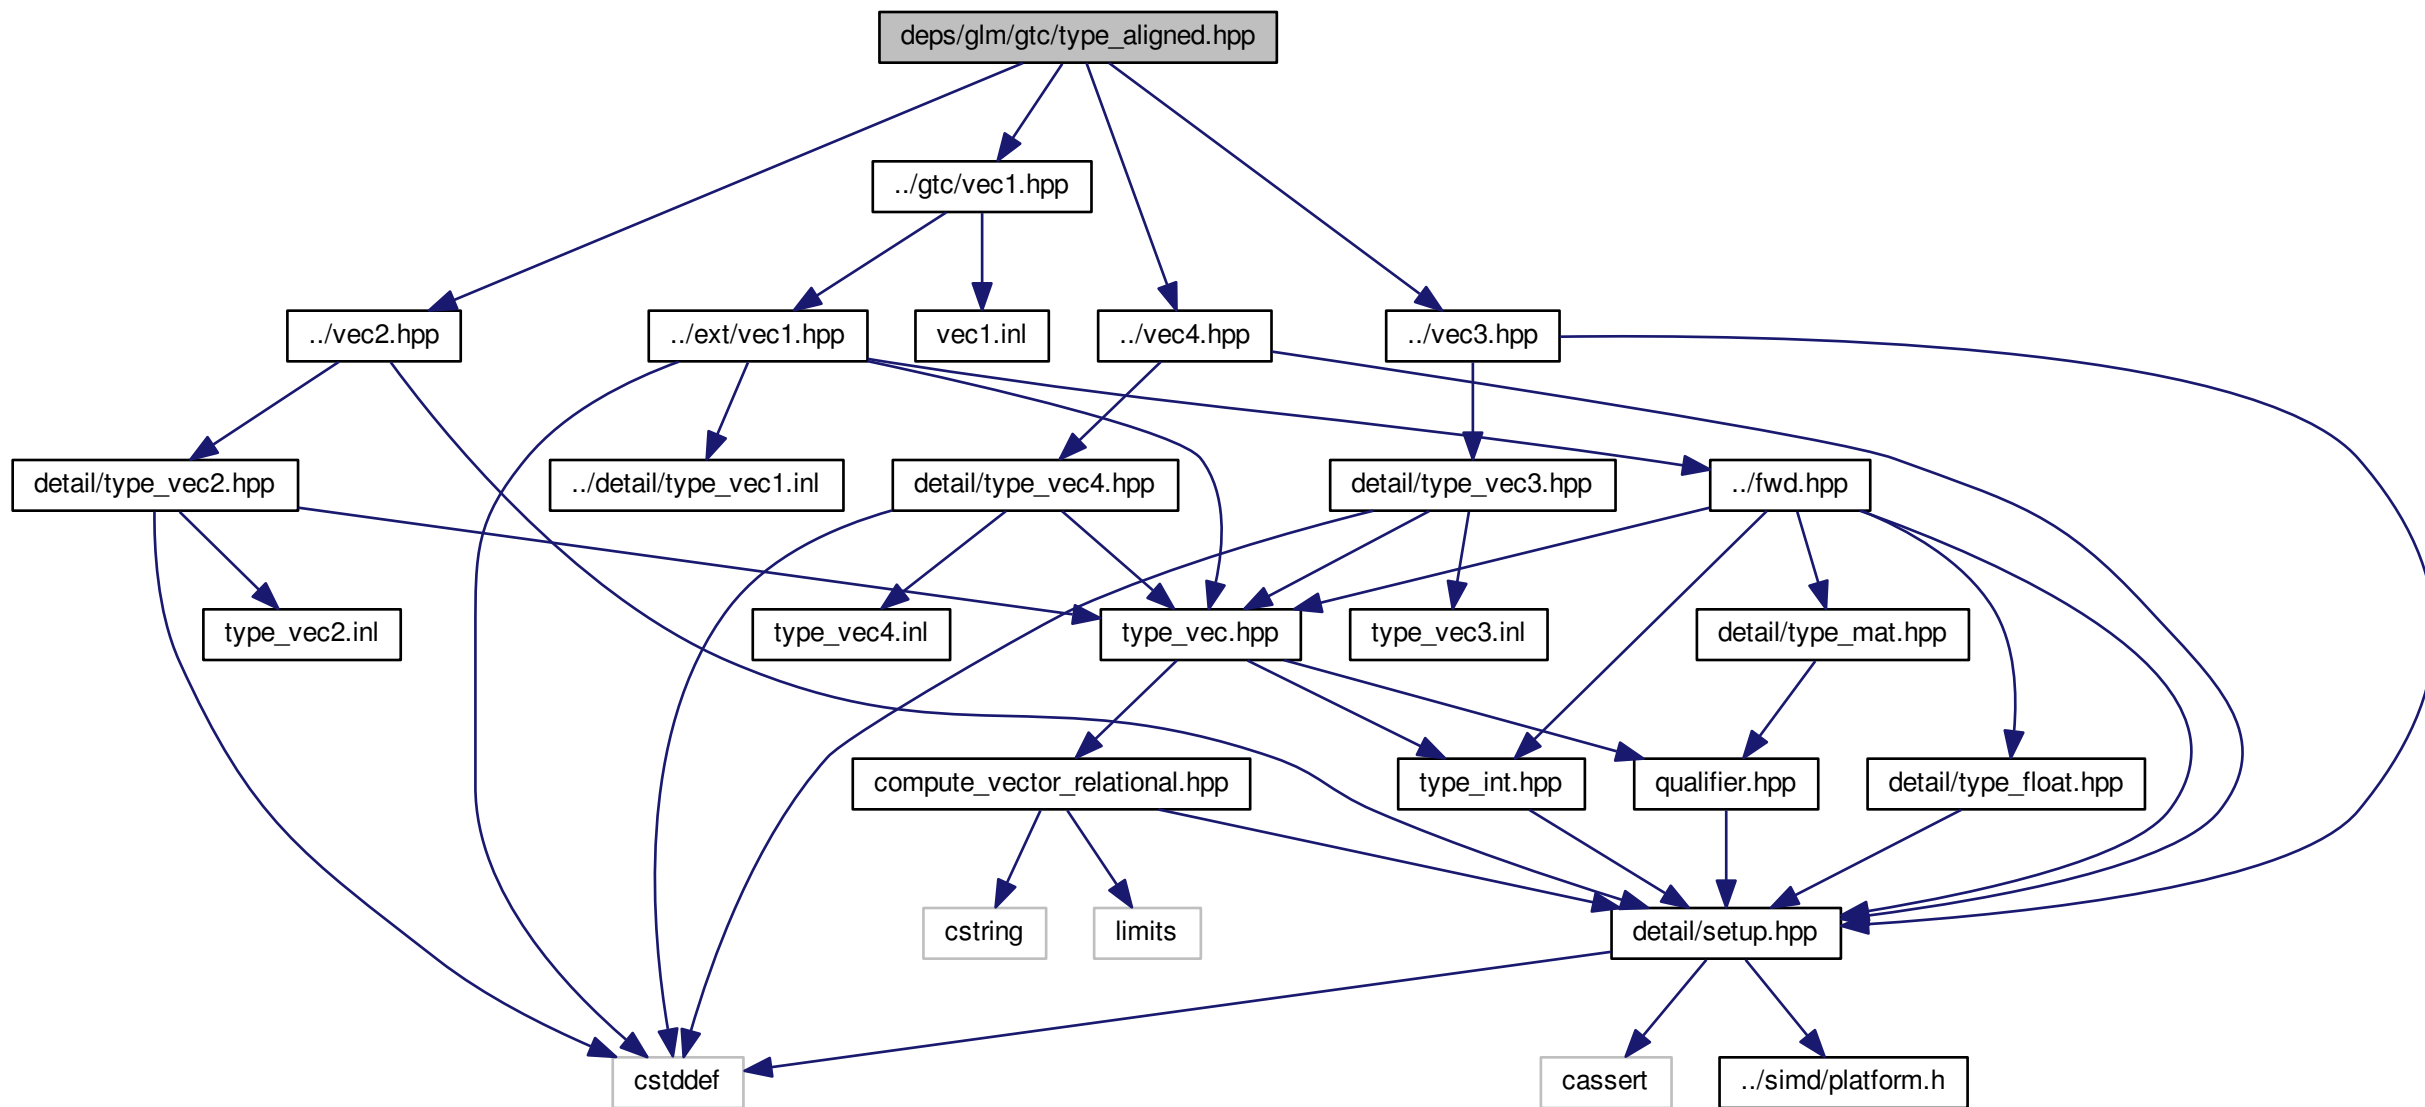 deps/glm/gtc/type_aligned.hpp
../gtc/vec1.hpp
../vec2.hpp
../ext/vec1.hpp
vec1.inl
../vec4.hpp
../vec3.hpp
detail/type_vec2.hpp
../detail/type_vec1.inl
detail/type_vec4.hpp
detail/type_vec3.hpp
../fwd.hpp
type_vec2.inl
type_vec4.inl
type_vec.hpp
type_vec3.inl
detail/type_mat.hpp
compute_vector_relational.hpp
type_int.hpp
qualifier.hpp
detail/type_float.hpp
cstring
limits
detail/setup.hpp
cstddef
cassert
../simd/platform.h